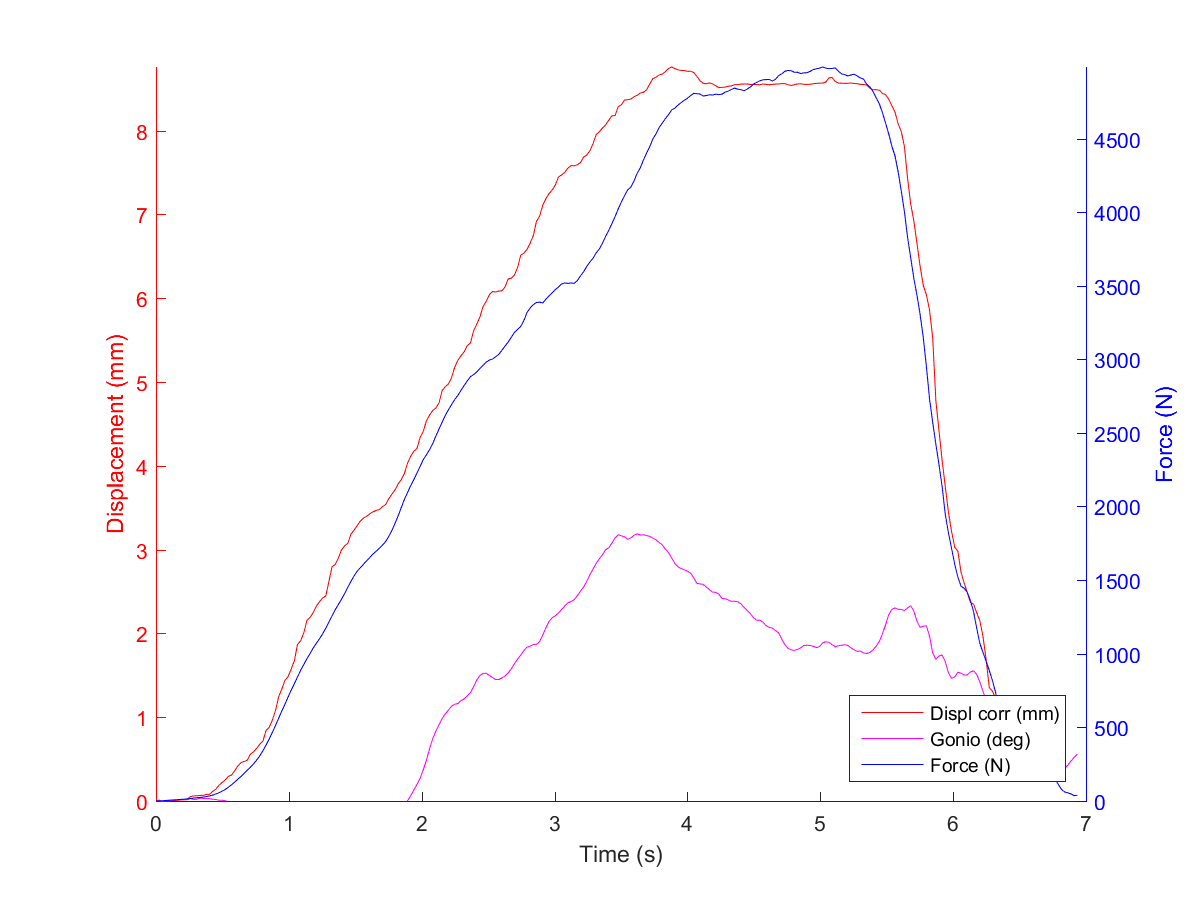 8
7
6
5
4
3
2
1
0
Displacement (mm)
4500
4000
3500
3000
2500
2000
1500
1000
500
0
Force (N)
Displ corr (mm)
Gonio (deg)
Force (N)
0 1 2 3 4 5 6 7
Time (s)